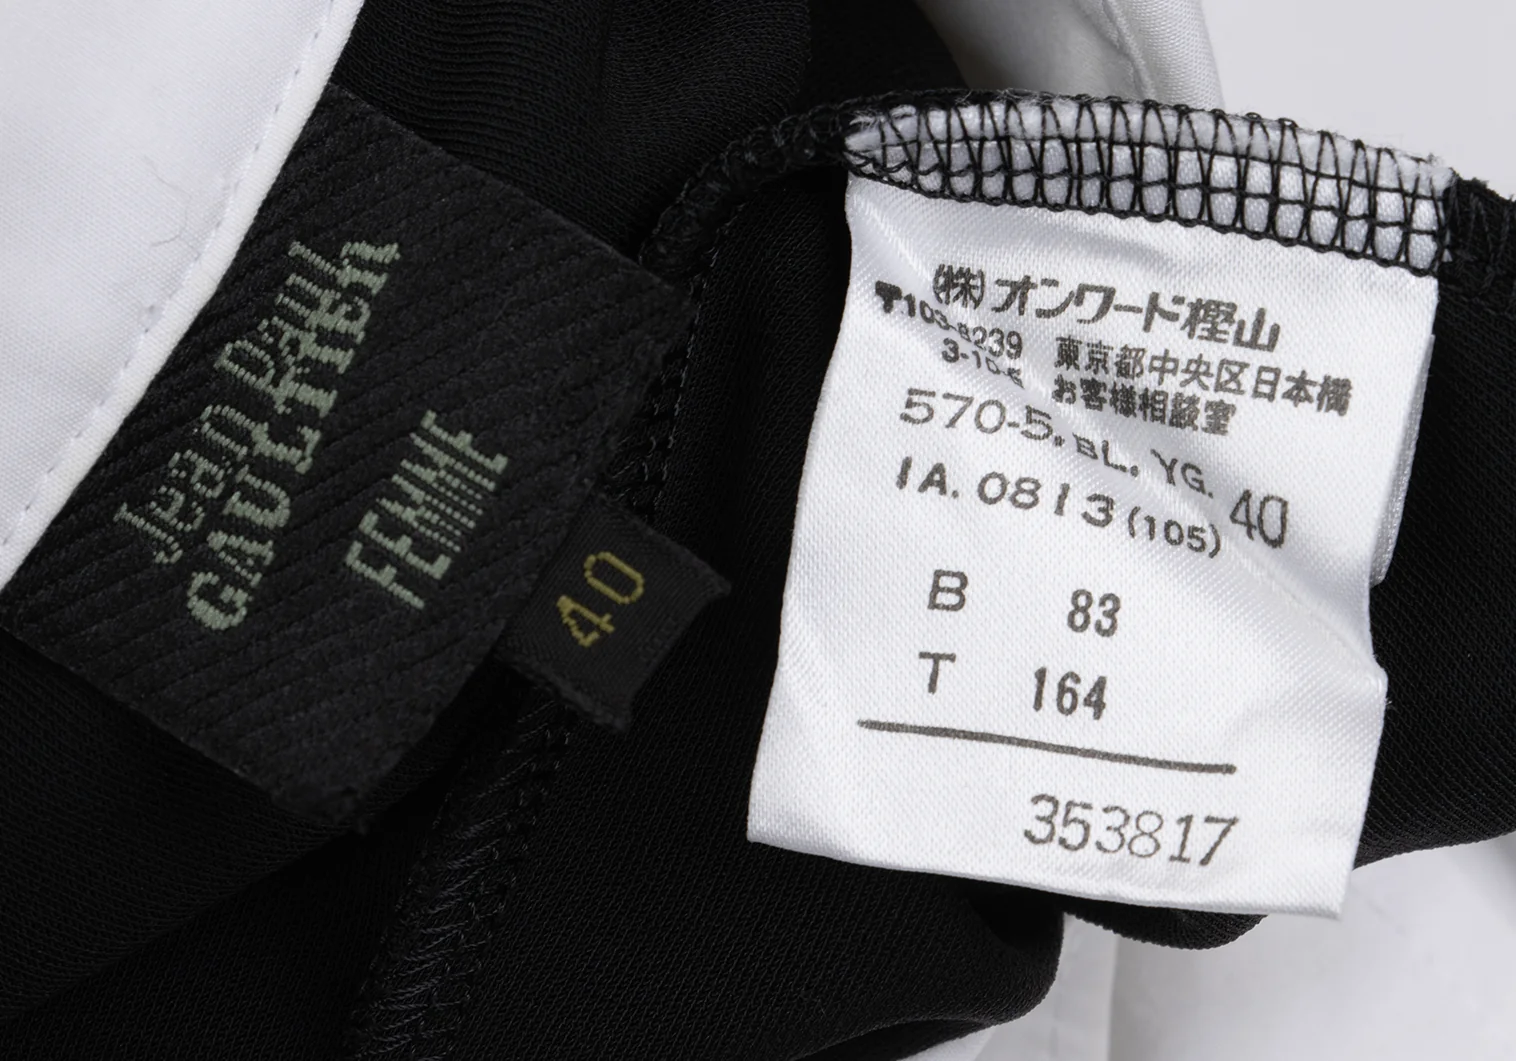 Jean Paul
GAULTIER
FEMME
40
(株)オンワード樫山
〒103-8239 東京都中央区日本橋
3-10-5 お客様相談室
570-5. BL. YG. 40
IA. 0813 (105)
B 83
T 164
353817